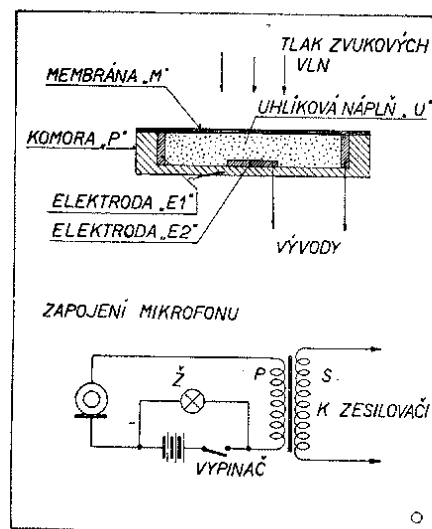 TLAK ZVUKOVÝCH
VLN
MEMBRÁNA „M"
UHLÍKOVÁ NÁPLŇ „U"
KOMORA „P"
ELEKTRODA „E1"
ELEKTRODA „E2"
VÝVODY
ZAPOJENÍ MIKROFONU
Ž
P
S
K ZESILOVAČI
VYPINAČ